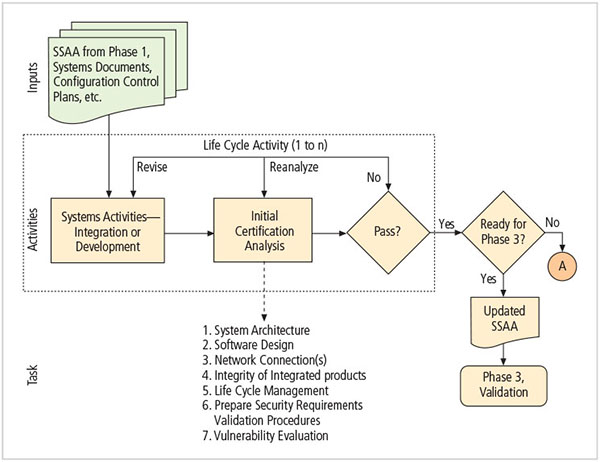 Inputs
SSAA from Phase 1,
Systems Documents,
Configuration Control
Plans, etc.
Activities
Life Cycle Activity (1 to n)
Revise
Reanalyze
No
Systems Activities—
Integration or
Development
Initial
Certification
Analysis
Pass?
Yes
Ready for
Phase 3?
No
A
Yes
Updated
SSAA
Phase 3,
Validation
Task
1. System Architecture
2. Software Design
3. Network Connection(s)
4. Integrity of Integrated products
5. Life Cycle Management
6. Prepare Security Requirements
Validation Procedures
7. Vulnerability Evaluation